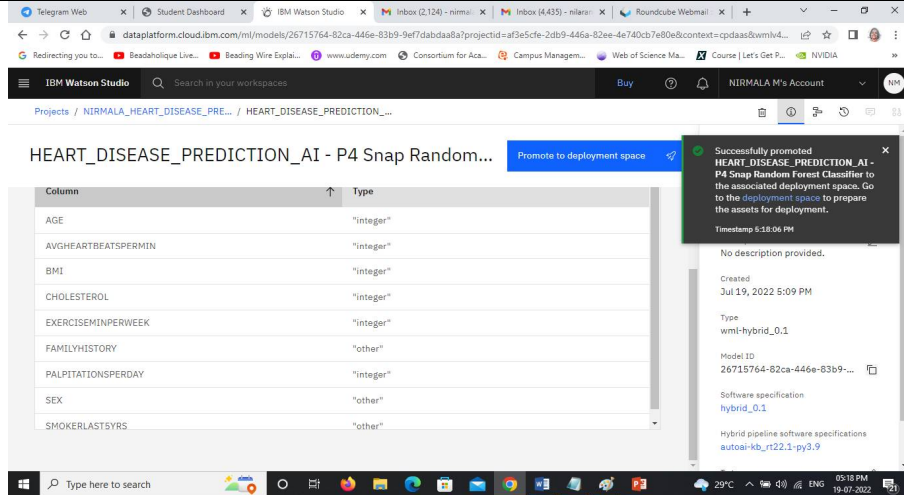 Telegram Web
Student Dashboard
IBM Watson Studio
Inbox (2,124) - nirmal
Inbox (4,435) - nilaran
Roundcube Webmail
dataplatform.cloud.ibm.com/ml/models/26715764-82ca-446e-83b9-9ef7dabdaa8a?projectid=af3e5cfe-2db9-446a-82ee-4e740cb7e80e&context=cpdaas&wmlv4...
Redirecting you to...
Beadaholique Live...
Beading Wire Explai...
www.udemy.com
Consortium for Aca...
Campus Managem...
Web of Science Ma...
Course | Let's Get P...
NVIDIA
»
IBM Watson Studio
Search in your workspaces
Buy
NIRMALA M's Account
NM
Projects / NIRMALA_HEART_DISEASE_PRE... / HEART_DISEASE_PREDICTION_...
HEART_DISEASE_PREDICTION_AI - P4 Snap Random...
Promote to deployment space
Successfully promoted
HEART_DISEASE_PREDICTION_AI -
P4 Snap Random Forest Classifier to
the associated deployment space. Go
to the deployment space to prepare
the assets for deployment.
Timestamp 5:18:06 PM
Column Type
AGE "integer"
AVGHEARTBEATSPERMIN "integer"
BMI "integer"
CHOLESTEROL "integer"
EXERCISEMINPERWEEK "integer"
FAMILYHISTORY "other"
PALPITATIONSPERDAY "integer"
SEX "other"
SMOKERLAST5YRS "other"
No description provided.
Created
Jul 19, 2022 5:09 PM
Type
wml-hybrid_0.1
Model ID
26715764-82ca-446e-83b9-...
Software specification
hybrid_0.1
Hybrid pipeline software specifications
autoai-kb_rt22.1-py3.9
Type here to search
29°C
ENG
05:18 PM
19-07-2022
21